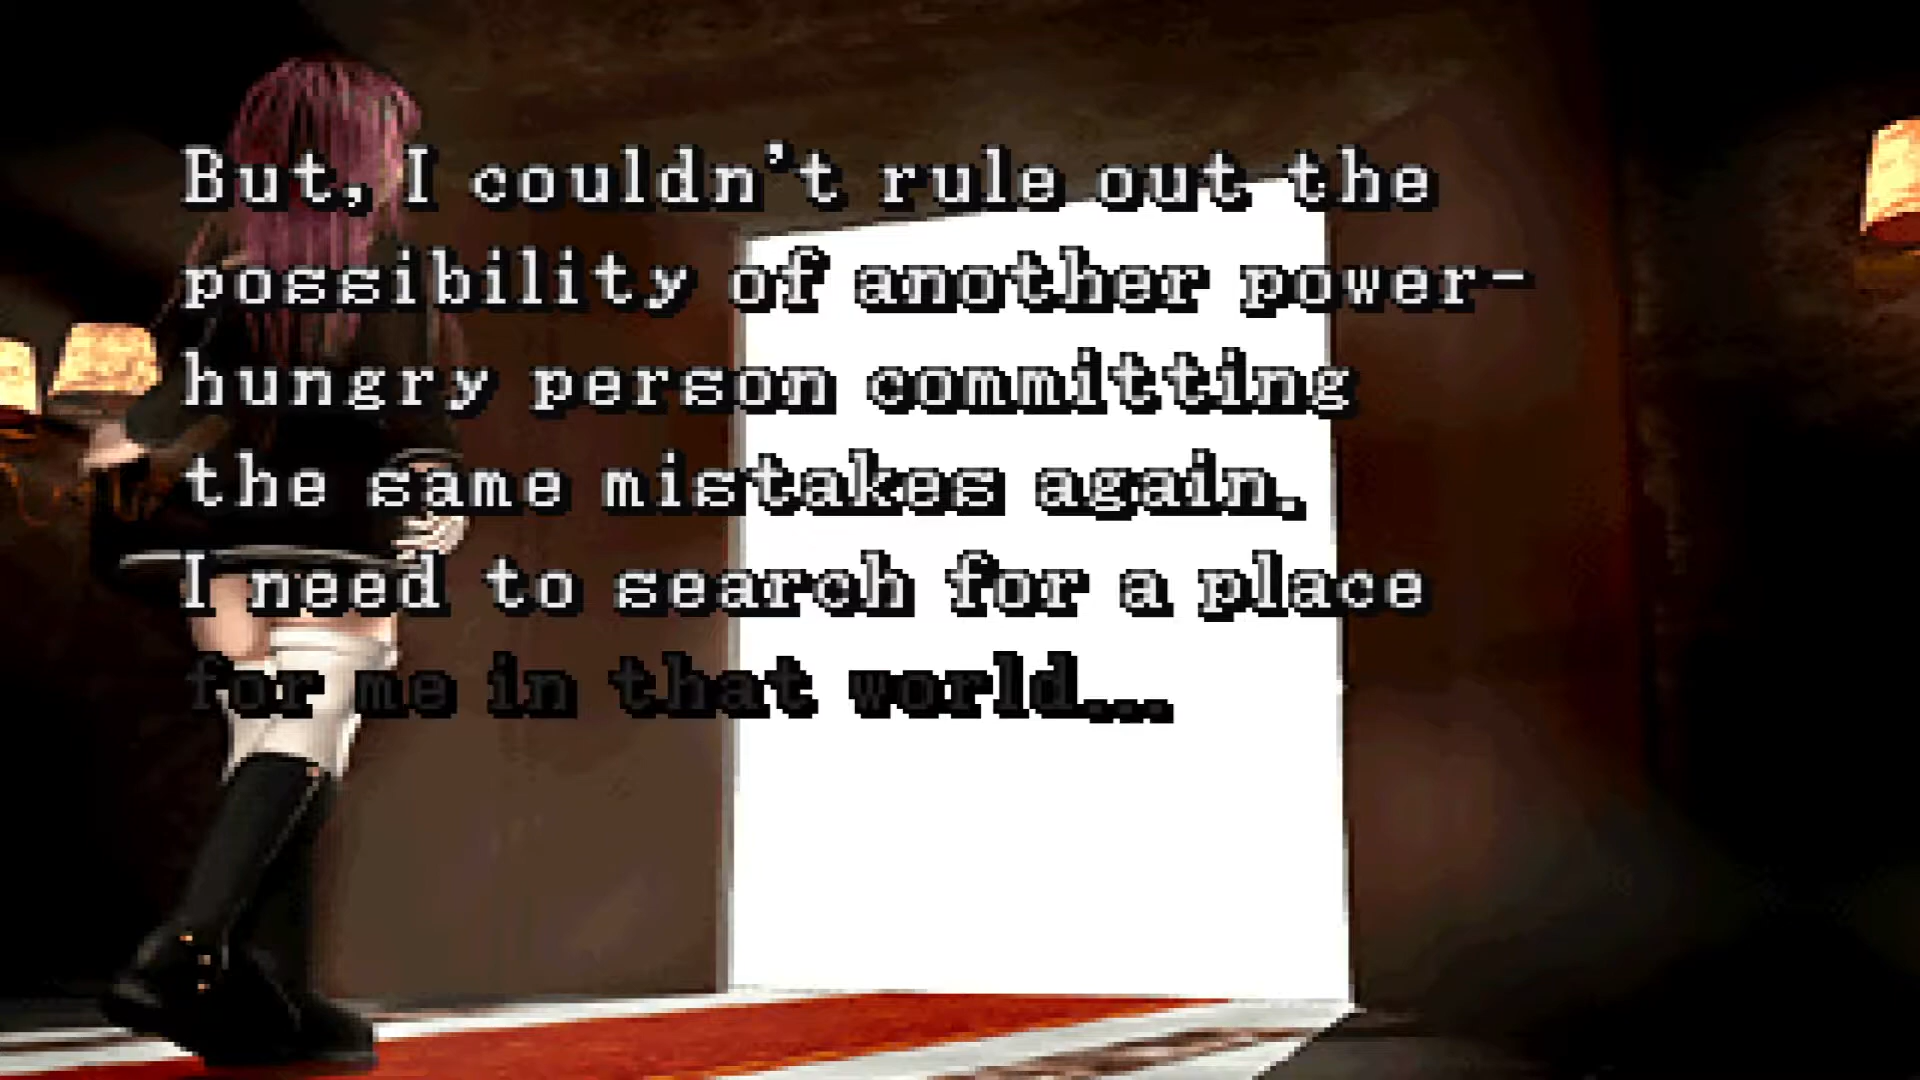 But, I couldn't rule out the
possibility of another power-
hungry person committing
the same mistakes again.
I need to search for a place
for me in that world...